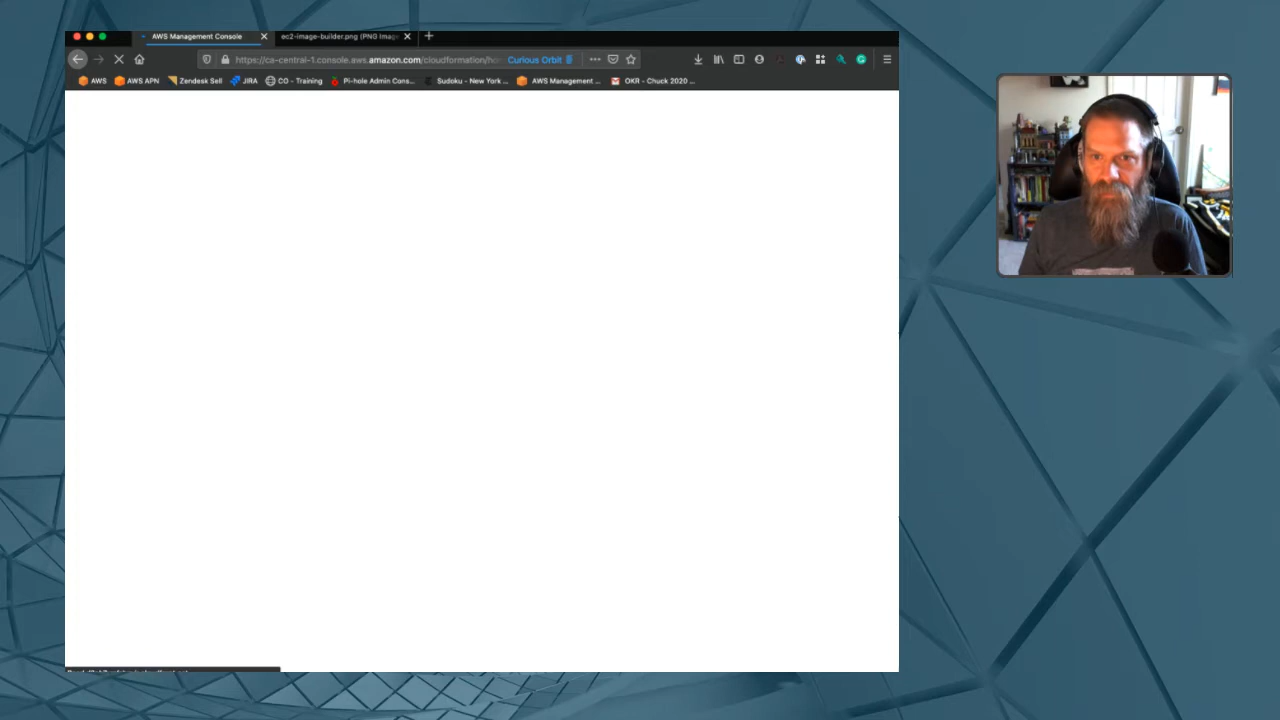 AWS Management Console
ec2-image-builder.png (PNG Imag
https://ca-central-1.console.aws.amazon.com/cloudformation/ho
Curious Orbit
AWS
AWS APN
Zendesk Sell
JIRA
CO - Training
Pi-hole Admin Cons...
Sudoku - New York ...
AWS Management ...
OKR - Chuck 2020 ...